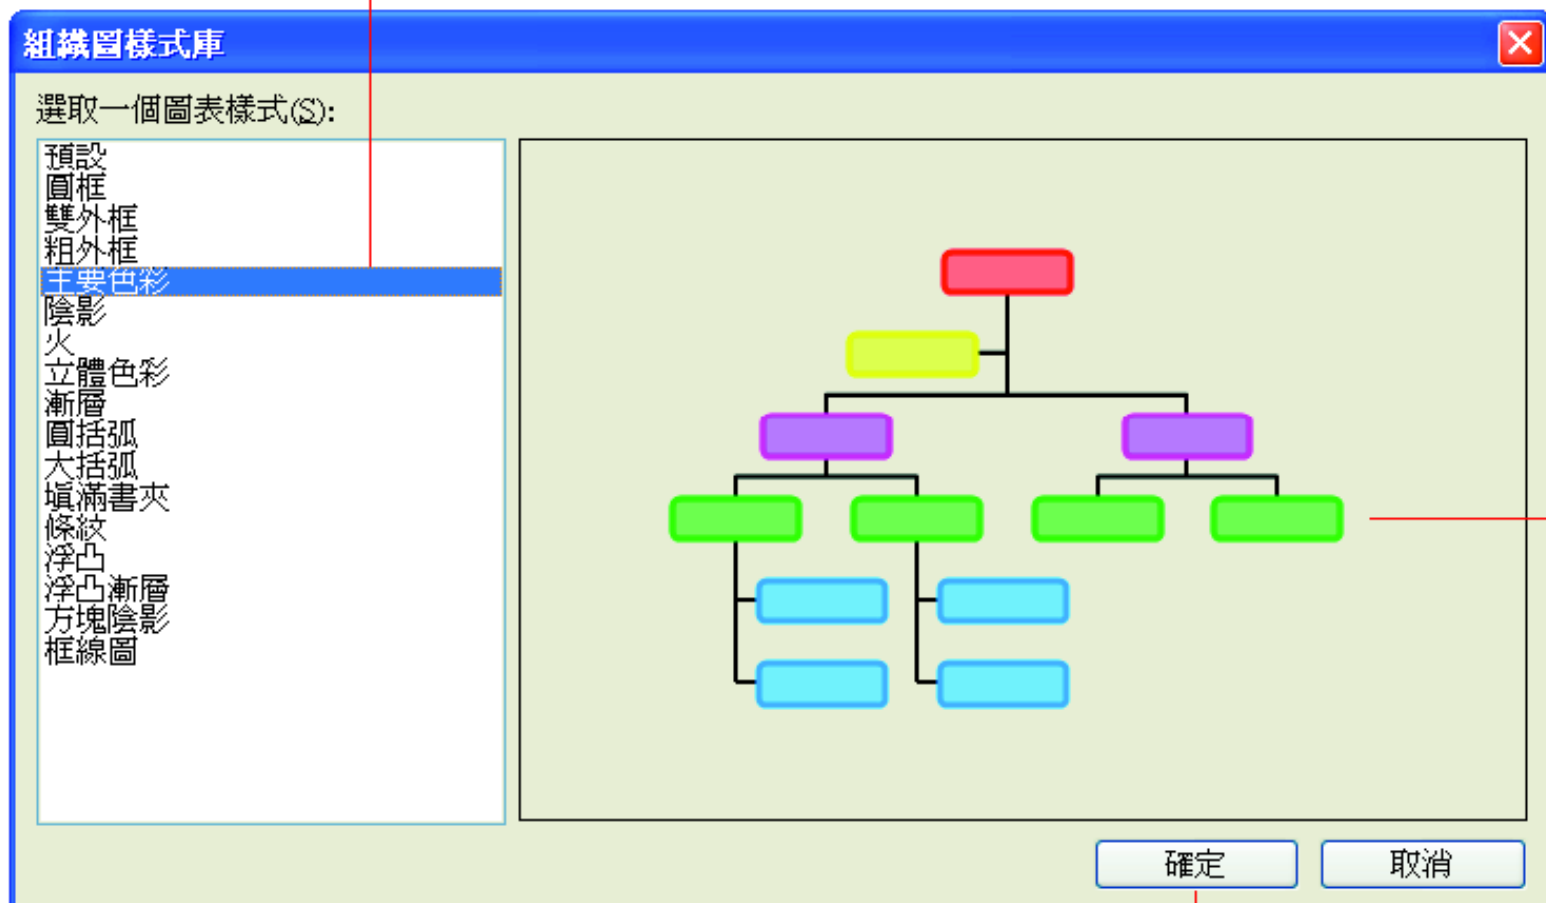 組織圖樣式庫
選取一個圖表樣式(S):
預設
圓框
雙外框
粗外框
主要色彩
陰影
火
立體色彩
漸層
圓括弧
大括弧
填滿書夾
條紋
浮凸
浮凸漸層
方塊陰影
框線圖
確定
取消